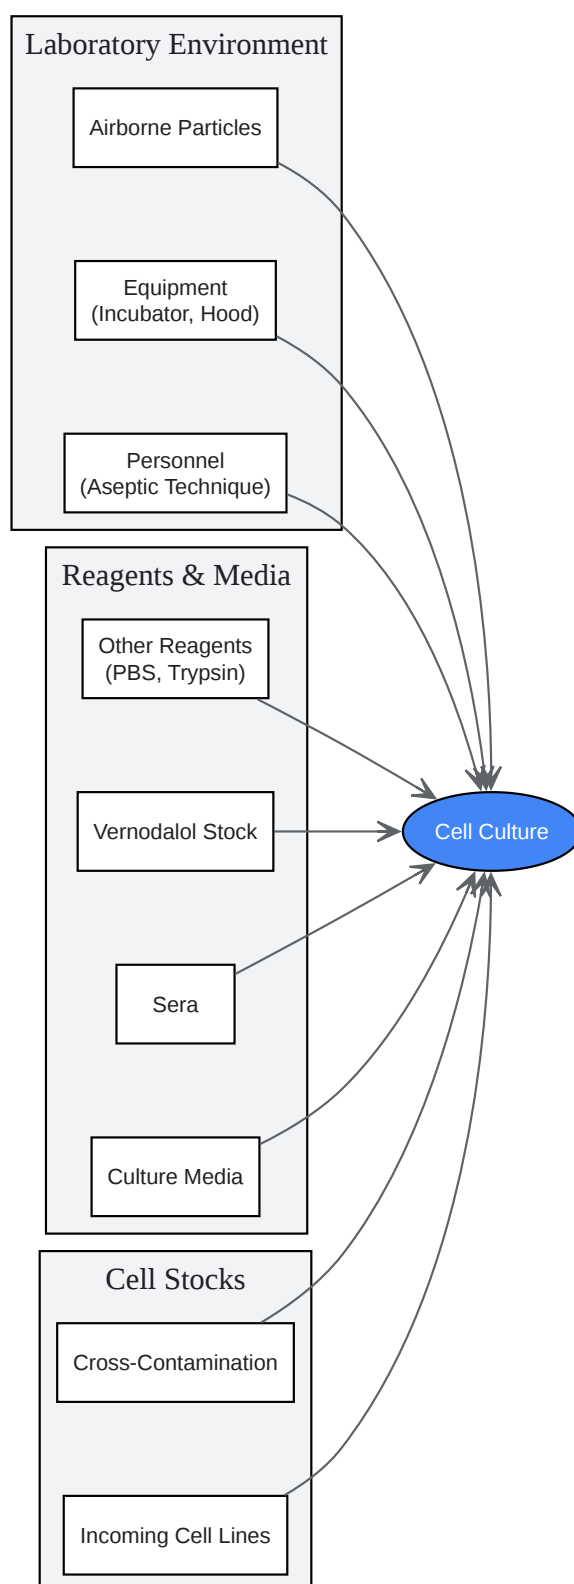 Laboratory Environment
Airborne Particles
Equipment
(Incubator, Hood)
Personnel
(Aseptic Technique)
Reagents & Media
Other Reagents
(PBS, Trypsin)
Vernodalol Stock
Cell Culture
Sera
Culture Media
Cell Stocks
Cross-Contamination
Incoming Cell Lines